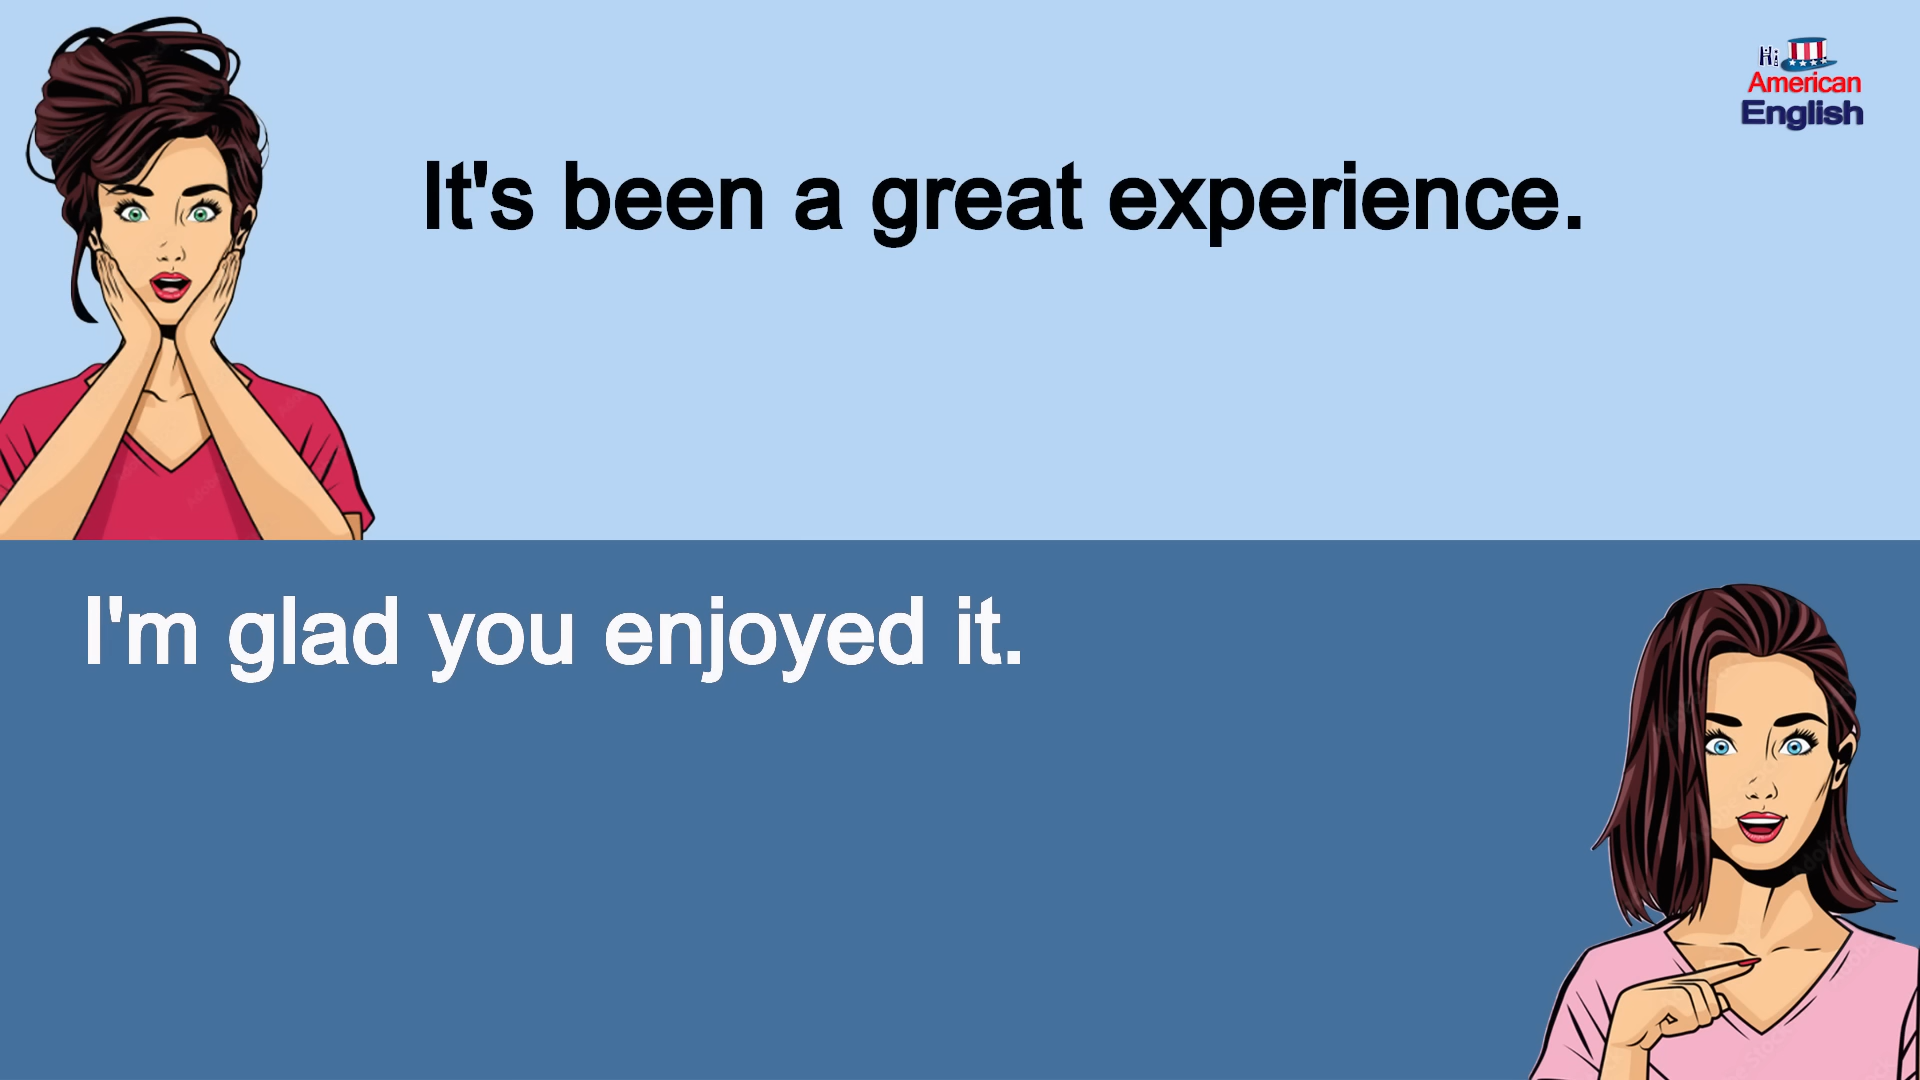 Hi
American
English
It's been a great experience.
I'm glad you enjoyed it.